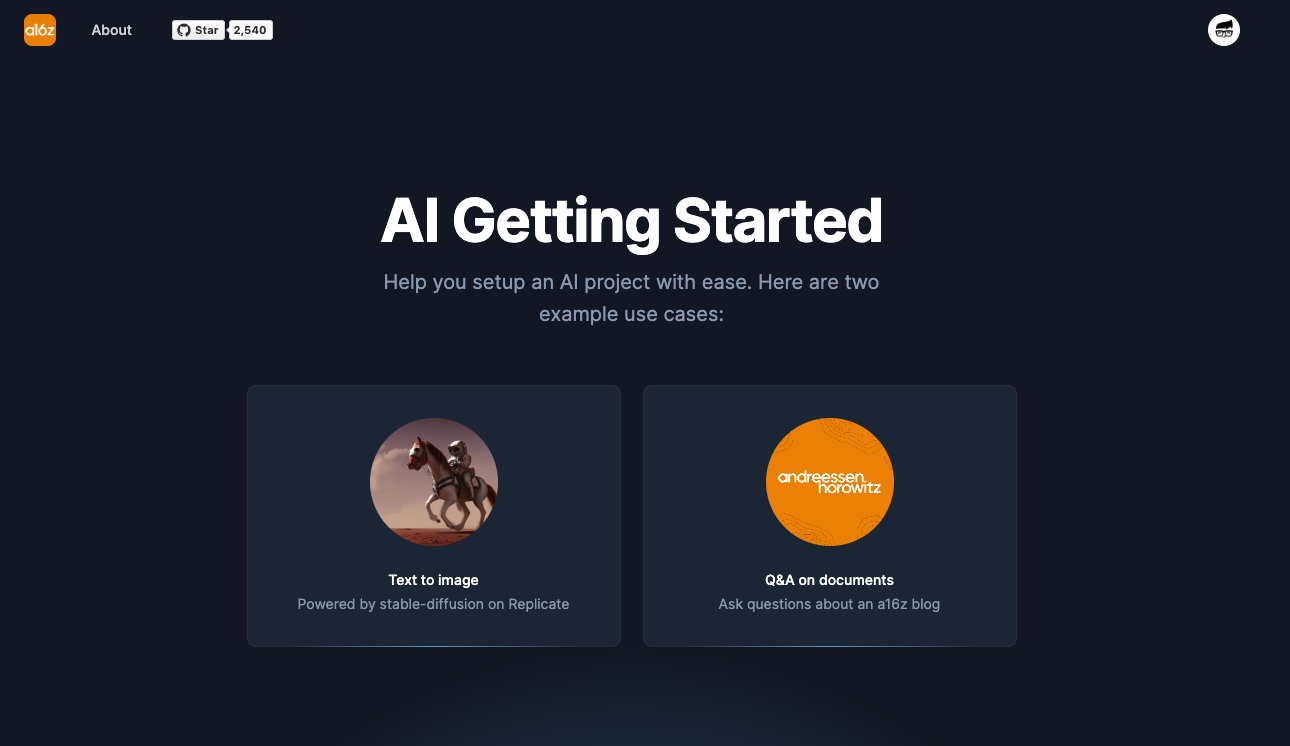 a16z
About
Star
2,540
AI Getting Started
Help you setup an AI project with ease. Here are two
example use cases:
andreessen.
horowitz
Text to image
Powered by stable-diffusion on Replicate
Q&A on documents
Ask questions about an a16z blog